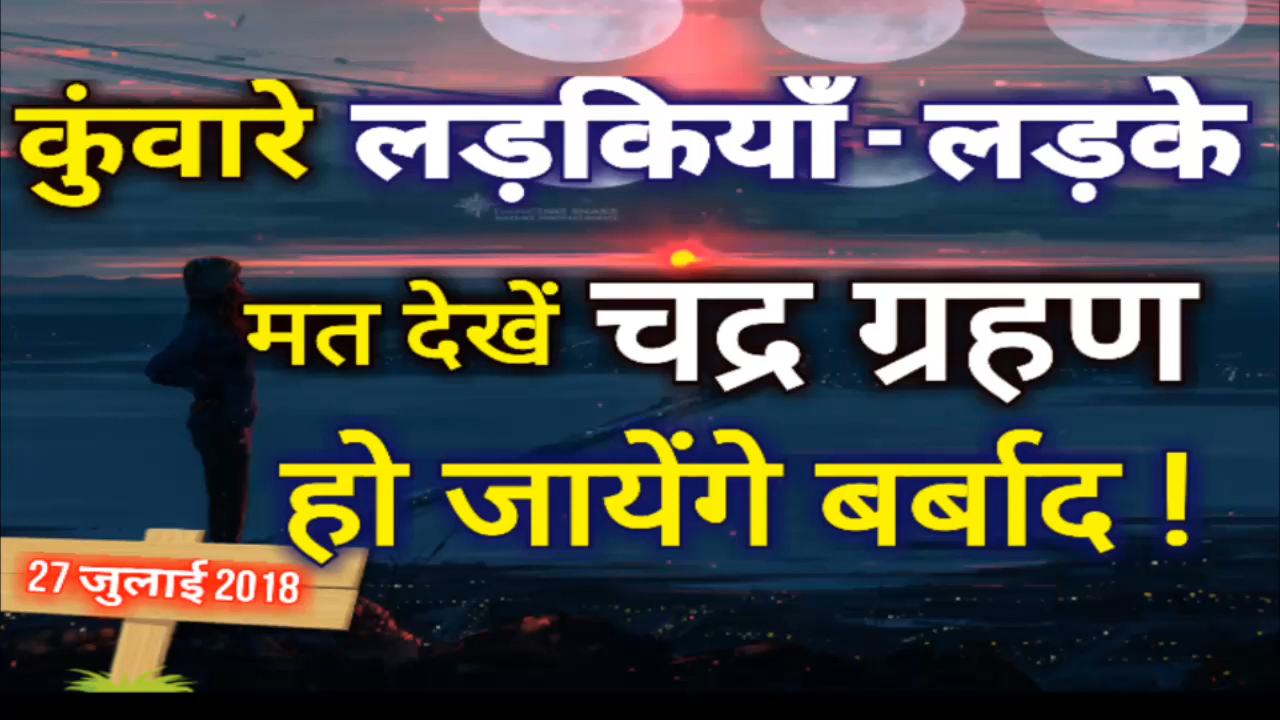 कुंवारे लड़कियाँ - लड़के
मत देखें चंद्र ग्रहण
हो जायेंगे बर्बाद !
27 जुलाई 2018